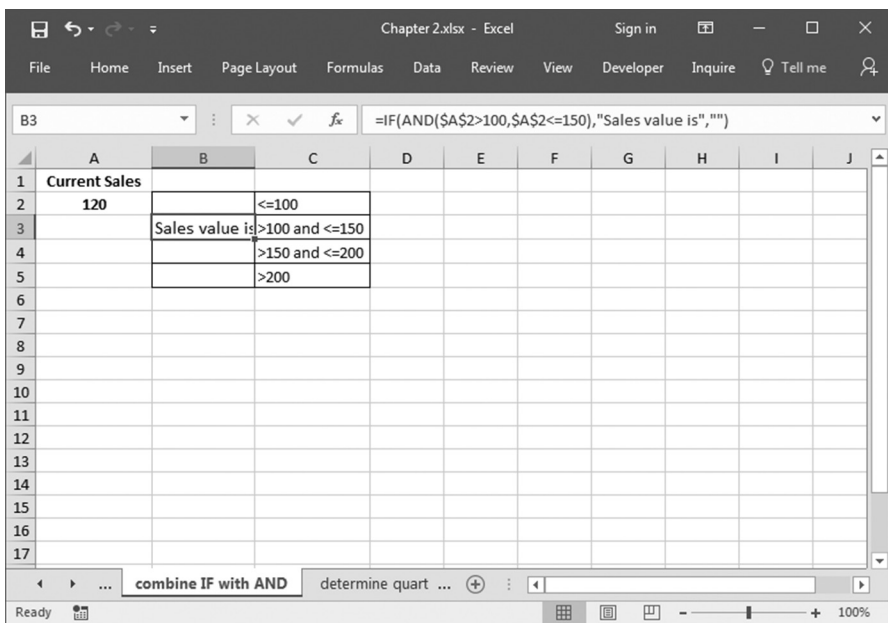 Chapter 2.xlsx - Excel Sign in
File Home Insert Page Layout Formulas Data Review View Developer Inquire Tell me
B3 fx =IF(AND($A$2>100,$A$2<=150),"Sales value is","")
A B C D E F G H I J
1 Current Sales
2 120 <=100
3 Sales value is >100 and <=150
4 >150 and <=200
5 >200
6
7
8
9
10
11
12
13
14
15
16
17
... combine IF with AND determine quart ...
Ready 100%